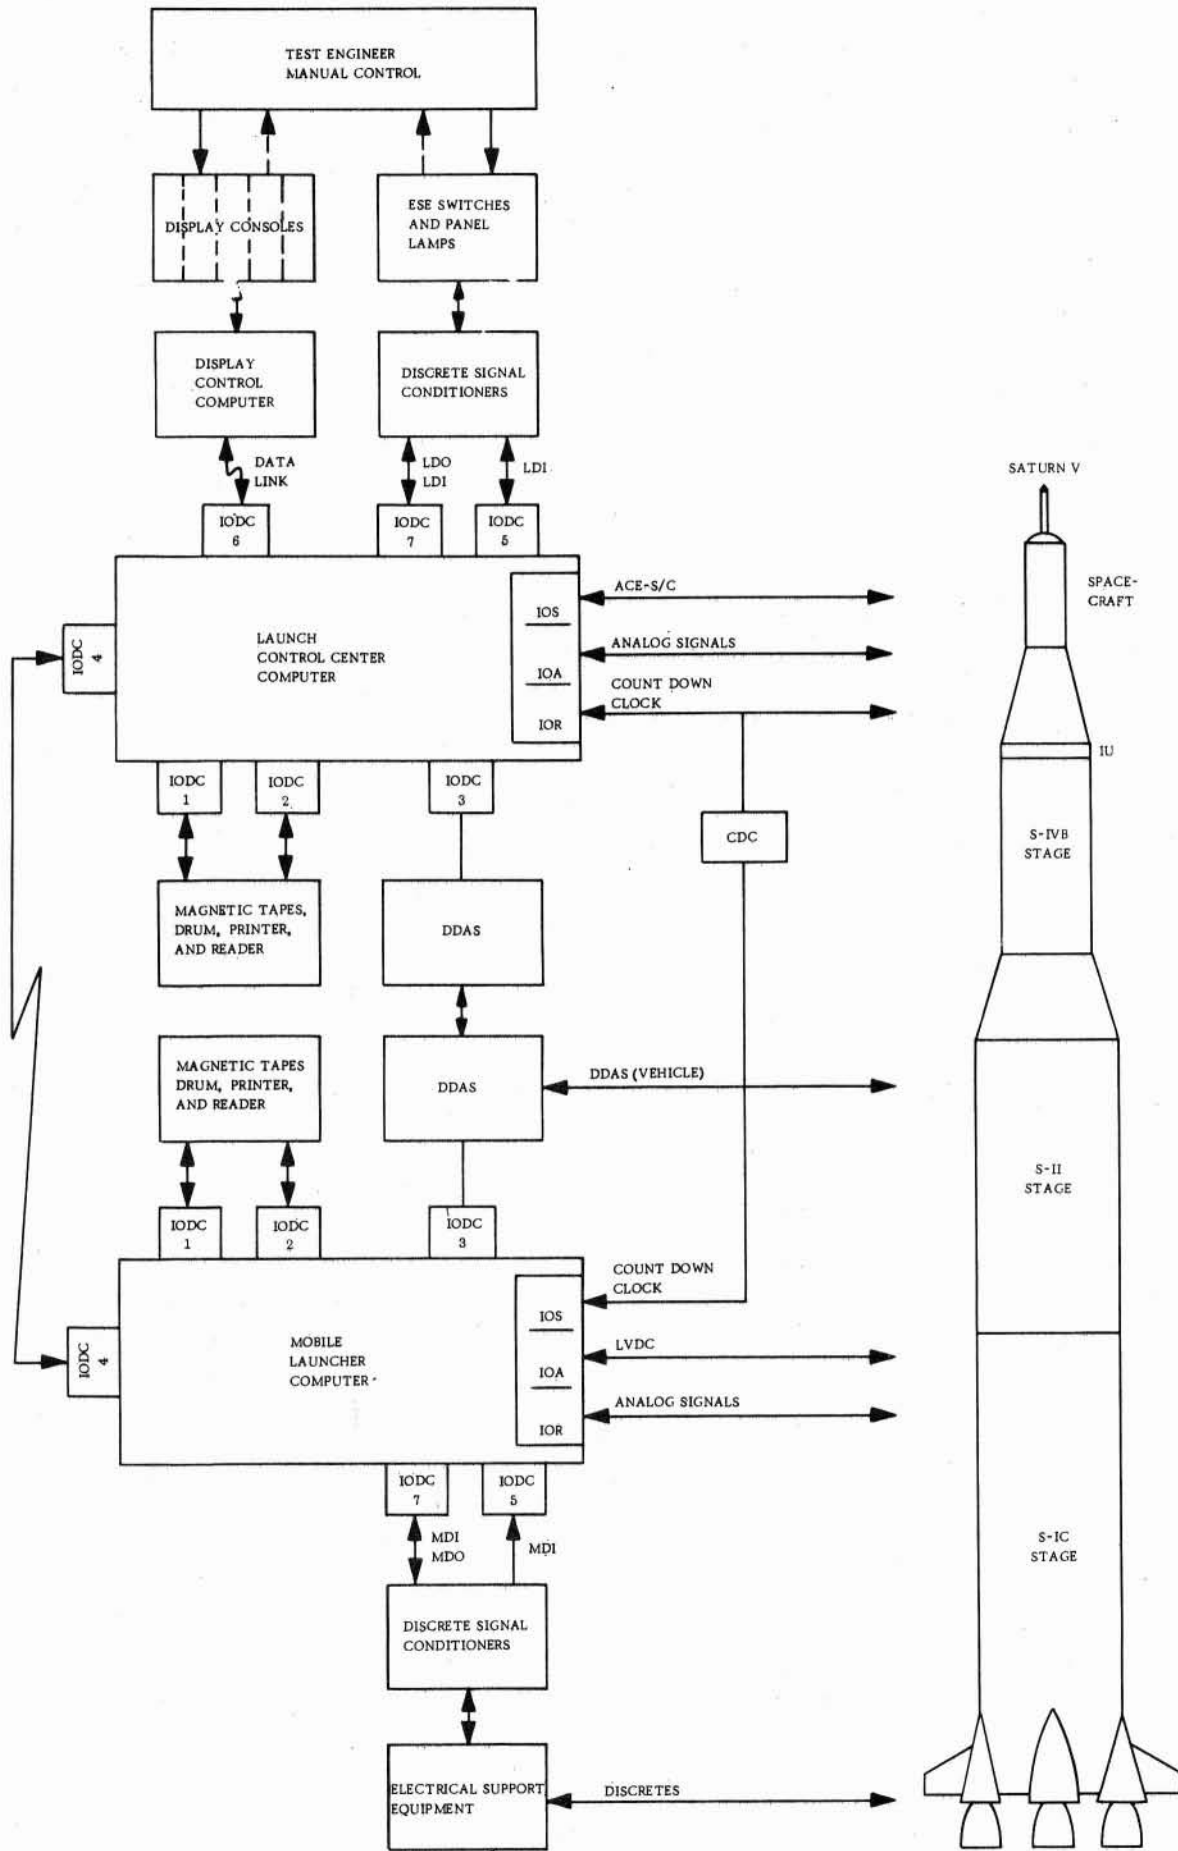 TEST ENGINEER
MANUAL CONTROL
DISPLAY CONSOLES
ESE SWITCHES
AND PANEL
LAMPS
DISPLAY
CONTROL
COMPUTER
DISCRETE SIGNAL
CONDITIONERS
DATA
LINK
LDO
LDI
LDI
IODC
6
IODC
7
IODC
5
SATURN V
SPACE-
CRAFT
IODC
4
LAUNCH
CONTROL CENTER
COMPUTER
IOS
IOA
IOR
ACE-S/C
ANALOG SIGNALS
COUNT DOWN
CLOCK
IU
IODC
1
IODC
2
IODC
3
CDC
S-IVB
STAGE
MAGNETIC TAPES,
DRUM, PRINTER,
AND READER
DDAS
MAGNETIC TAPES
DRUM, PRINTER,
AND READER
DDAS
DDAS (VEHICLE)
S-II
STAGE
IODC
1
IODC
2
IODC
3
IODC
4
MOBILE
LAUNCHER
COMPUTER
IOS
IOA
IOR
COUNT DOWN
CLOCK
LVDC
ANALOG SIGNALS
IODC
7
IODC
5
MDI
MDO
MDI
S-IC
STAGE
DISCRETE SIGNAL
CONDITIONERS
ELECTRICAL SUPPORT
EQUIPMENT
DISCRETES